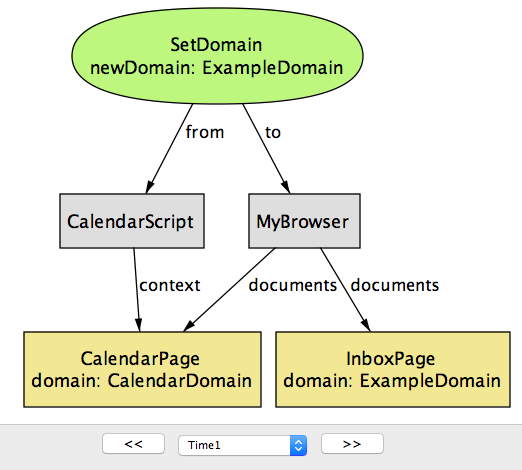 SetDomain
newDomain: ExampleDomain
from
to
CalendarScript
MyBrowser
context
documents
documents
CalendarPage
domain: CalendarDomain
InboxPage
domain: ExampleDomain
<<
Time1
>>